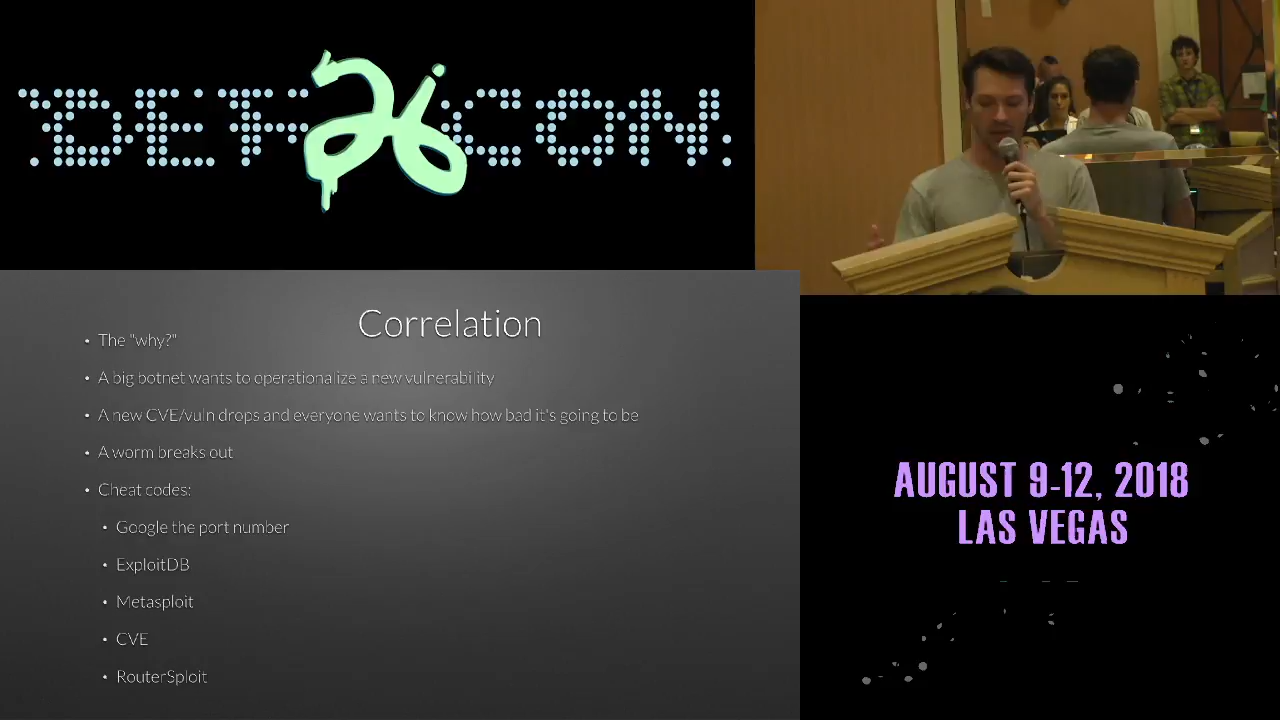 DEF 26 CON
Correlation
• The "why?"
• A big botnet wants to operationalize a new vulnerability
• A new CVE/vuln drops and everyone wants to know how bad it's going to be
• A worm breaks out
• Cheat codes:
• Google the port number
• ExploitDB
• Metasploit
• CVE
• RouterSploit
AUGUST 9-12, 2018
LAS VEGAS